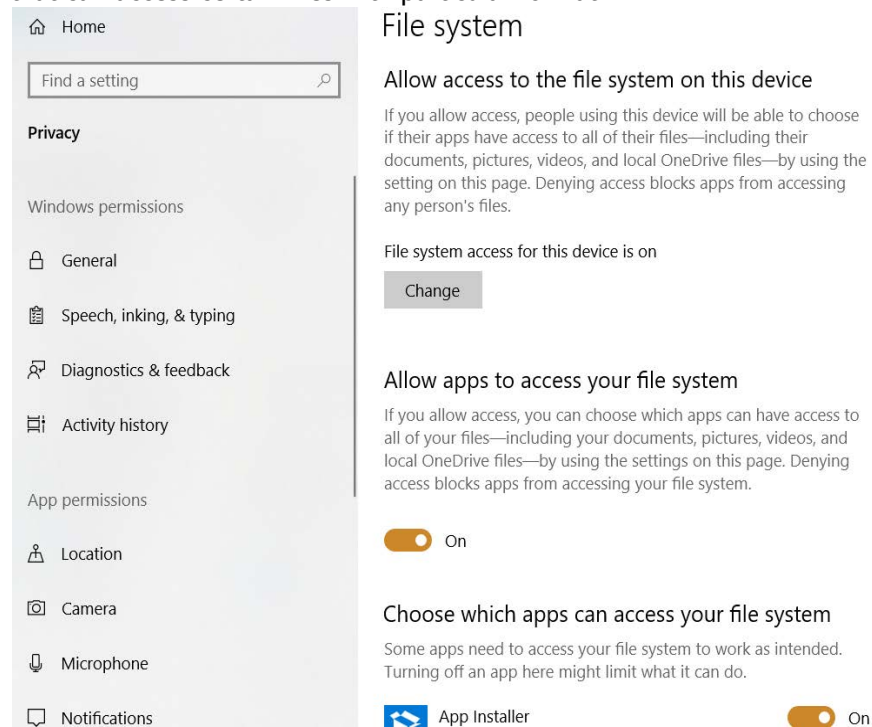 Home
Find a setting
Privacy
Windows permissions
General
Speech, inking, & typing
Diagnostics & feedback
Activity history
App permissions
Location
Camera
Microphone
Notifications
File system
Allow access to the file system on this device
If you allow access, people using this device will be able to choose
if their apps have access to all of their files—including their
documents, pictures, videos, and local OneDrive files—by using the
setting on this page. Denying access blocks apps from accessing
any person's files.
File system access for this device is on
Change
Allow apps to access your file system
If you allow access, you can choose which apps can have access to
all of your files—including your documents, pictures, videos, and
local OneDrive files—by using the settings on this page. Denying
access blocks apps from accessing your file system.
On
Choose which apps can access your file system
Some apps need to access your file system to work as intended.
Turning off an app here might limit what it can do.
App Installer
On